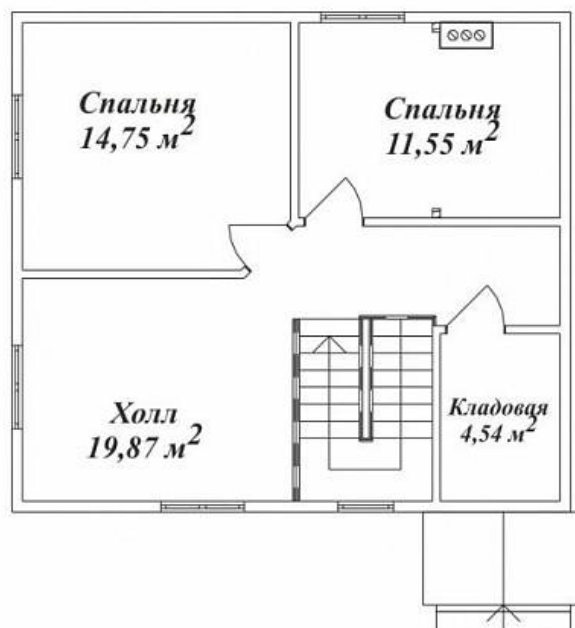 Спальня
14,75 м2
Спальня
11,55 м2
Холл
19,87 м2
Кладовая
4,54 м2